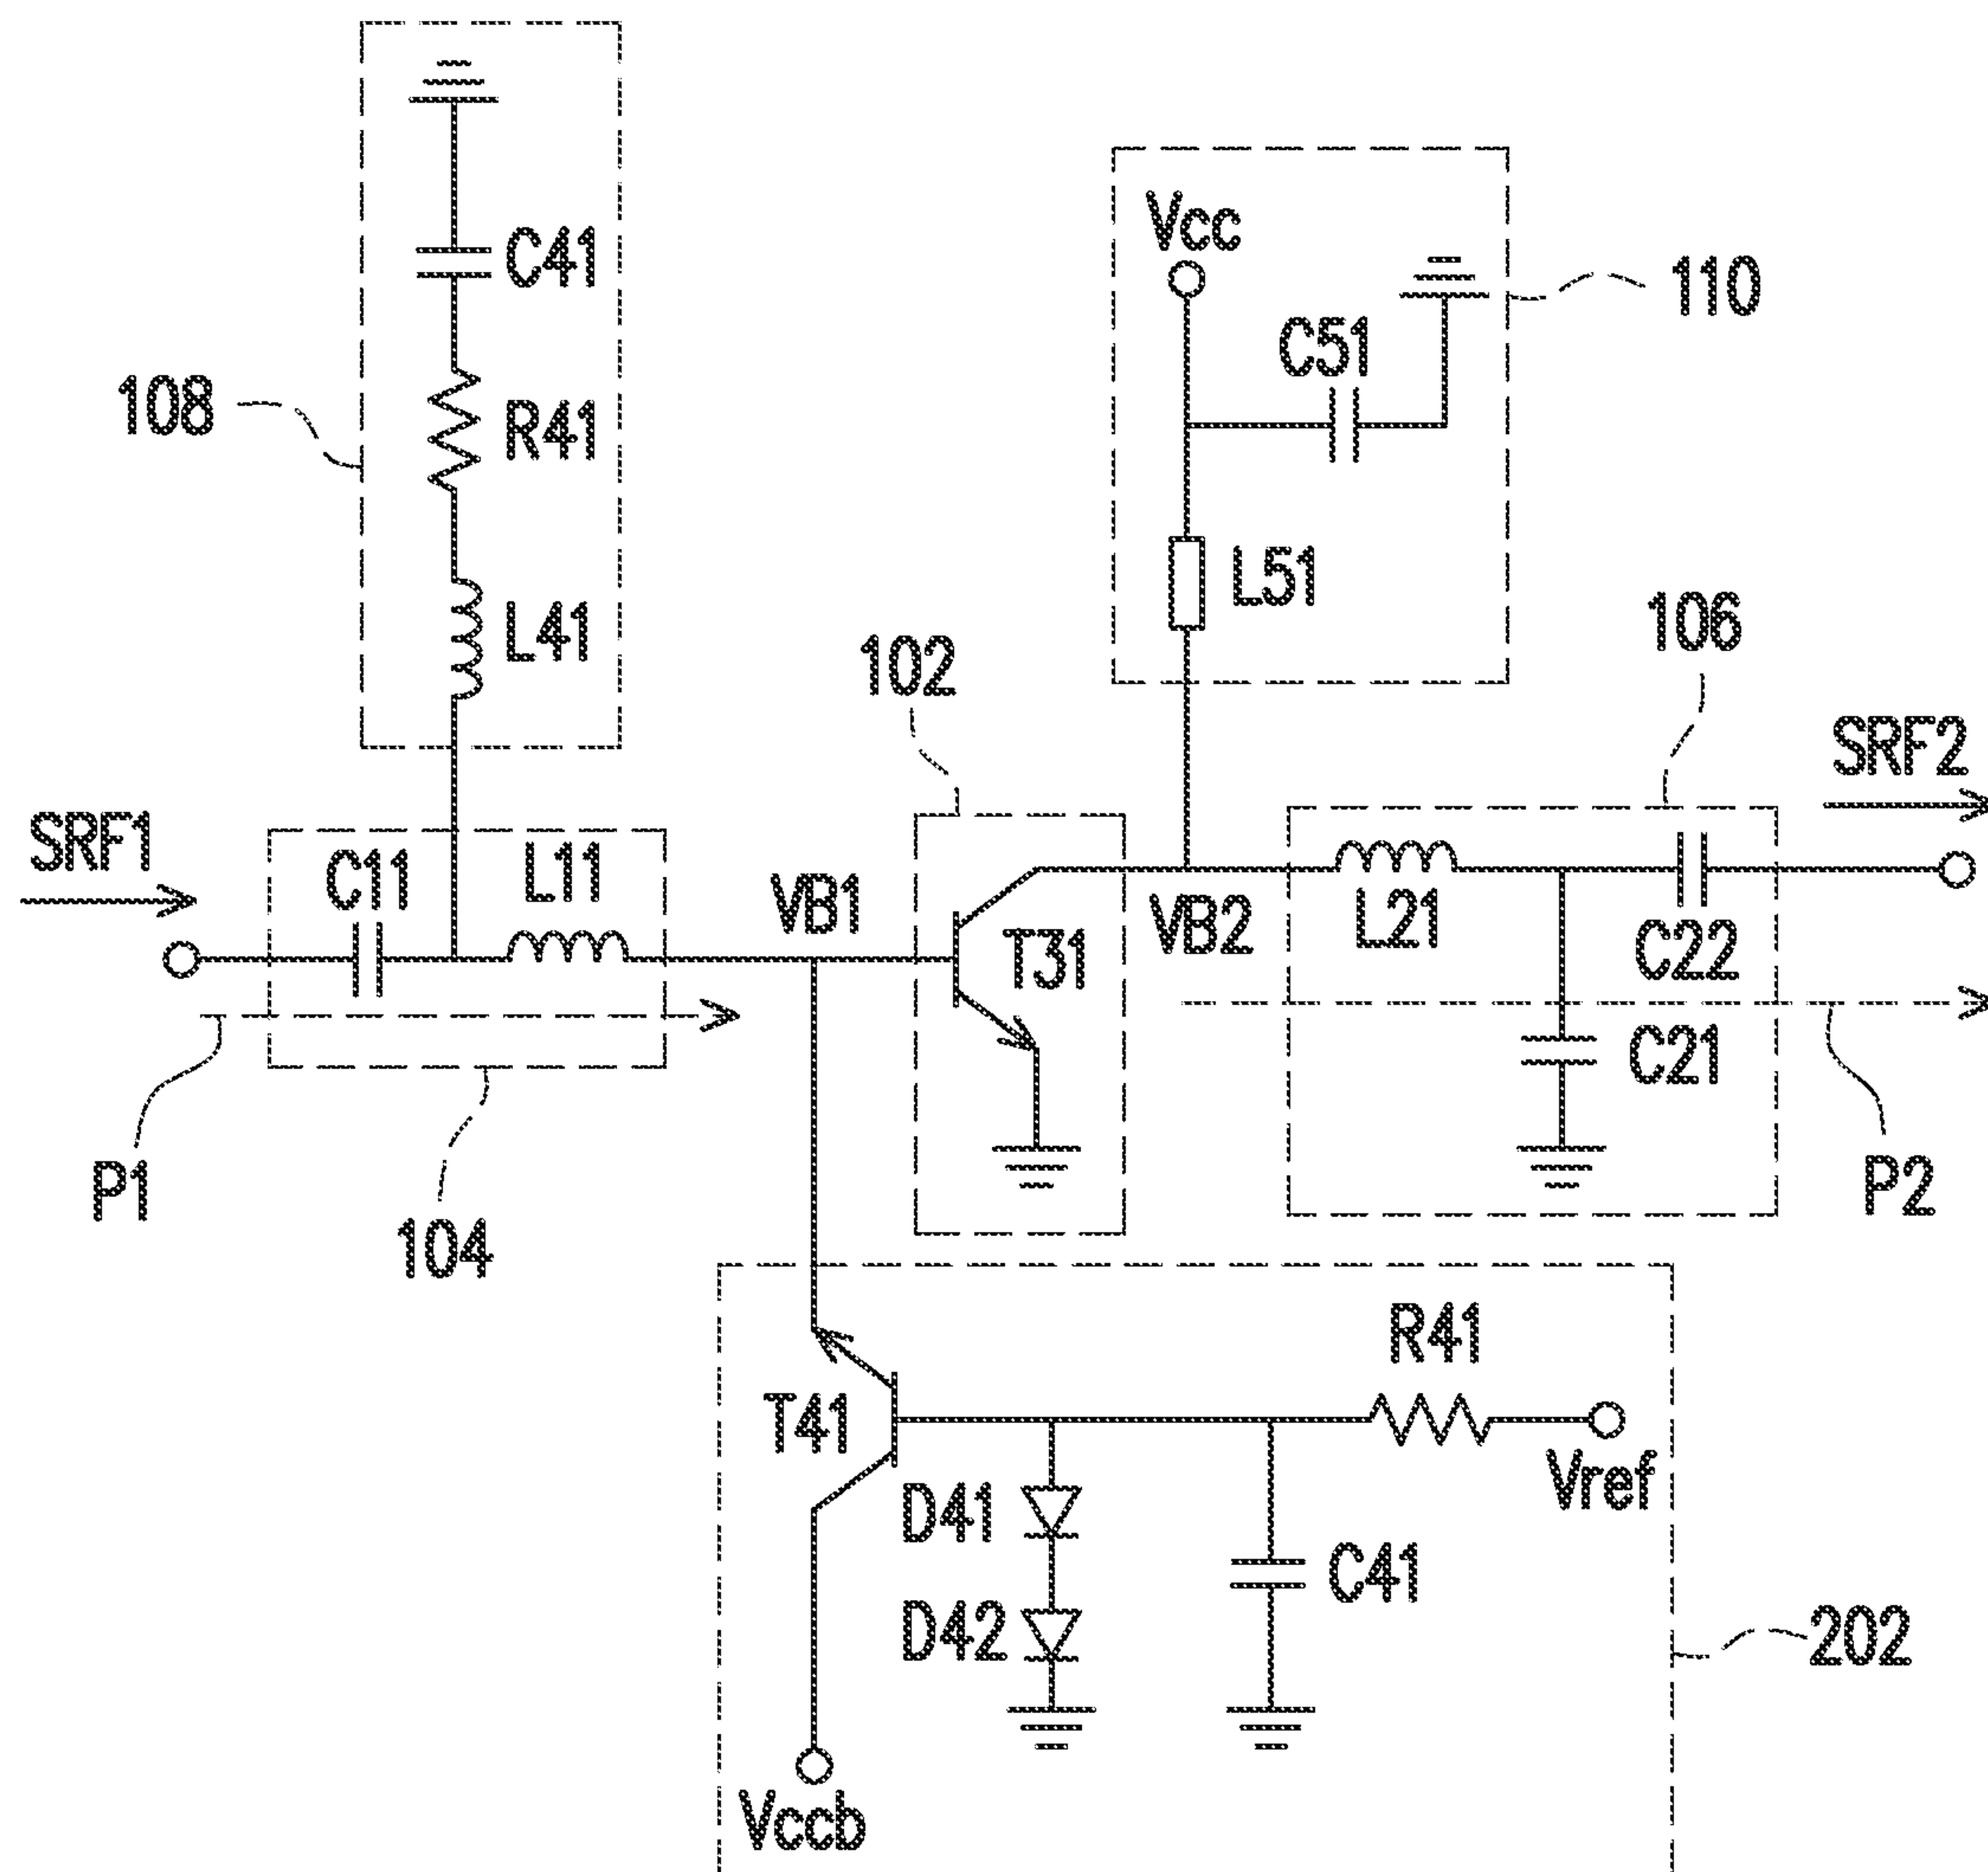 C41
Vcc
110
C51
108
R41
L51
L41
106
102
SRF2
SRF1
C11
L11
VB1
VB2
L21
T31
C22
C21
P1
P2
104
R41
T41
Vref
D41
C41
D42
202
Vccb